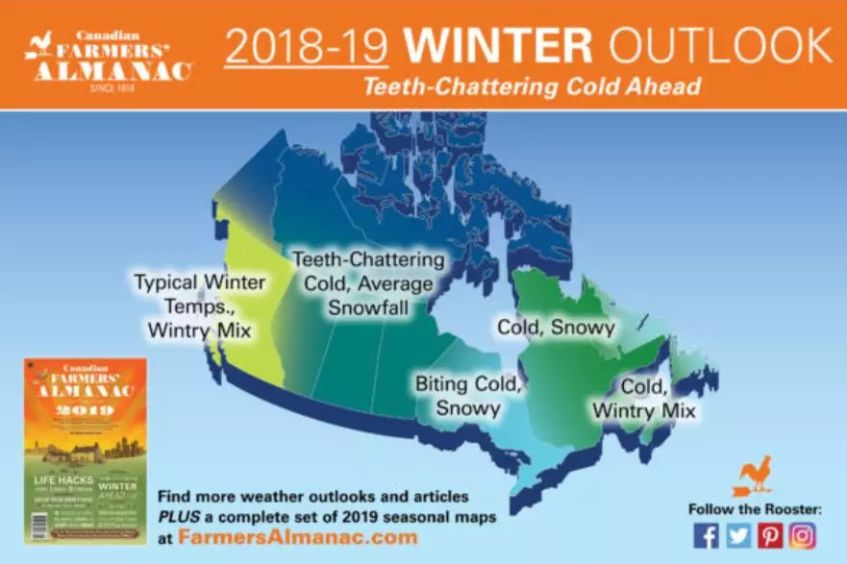 Canadian
FARMERS'
ALMANAC
SINCE 1818
2018-19 WINTER OUTLOOK
Teeth-Chattering Cold Ahead
Typical Winter
Temps.,
Wintry Mix
Teeth-Chattering
Cold, Average
Snowfall
Cold, Snowy
Biting Cold,
Snowy
Cold,
Wintry Mix
Canadian
FARMERS'
ALMANAC
2019
LIFE HACKS
WINTER
AHEAD
Find more weather outlooks and articles
PLUS a complete set of 2019 seasonal maps
at FarmersAlmanac.com
Follow the Rooster: